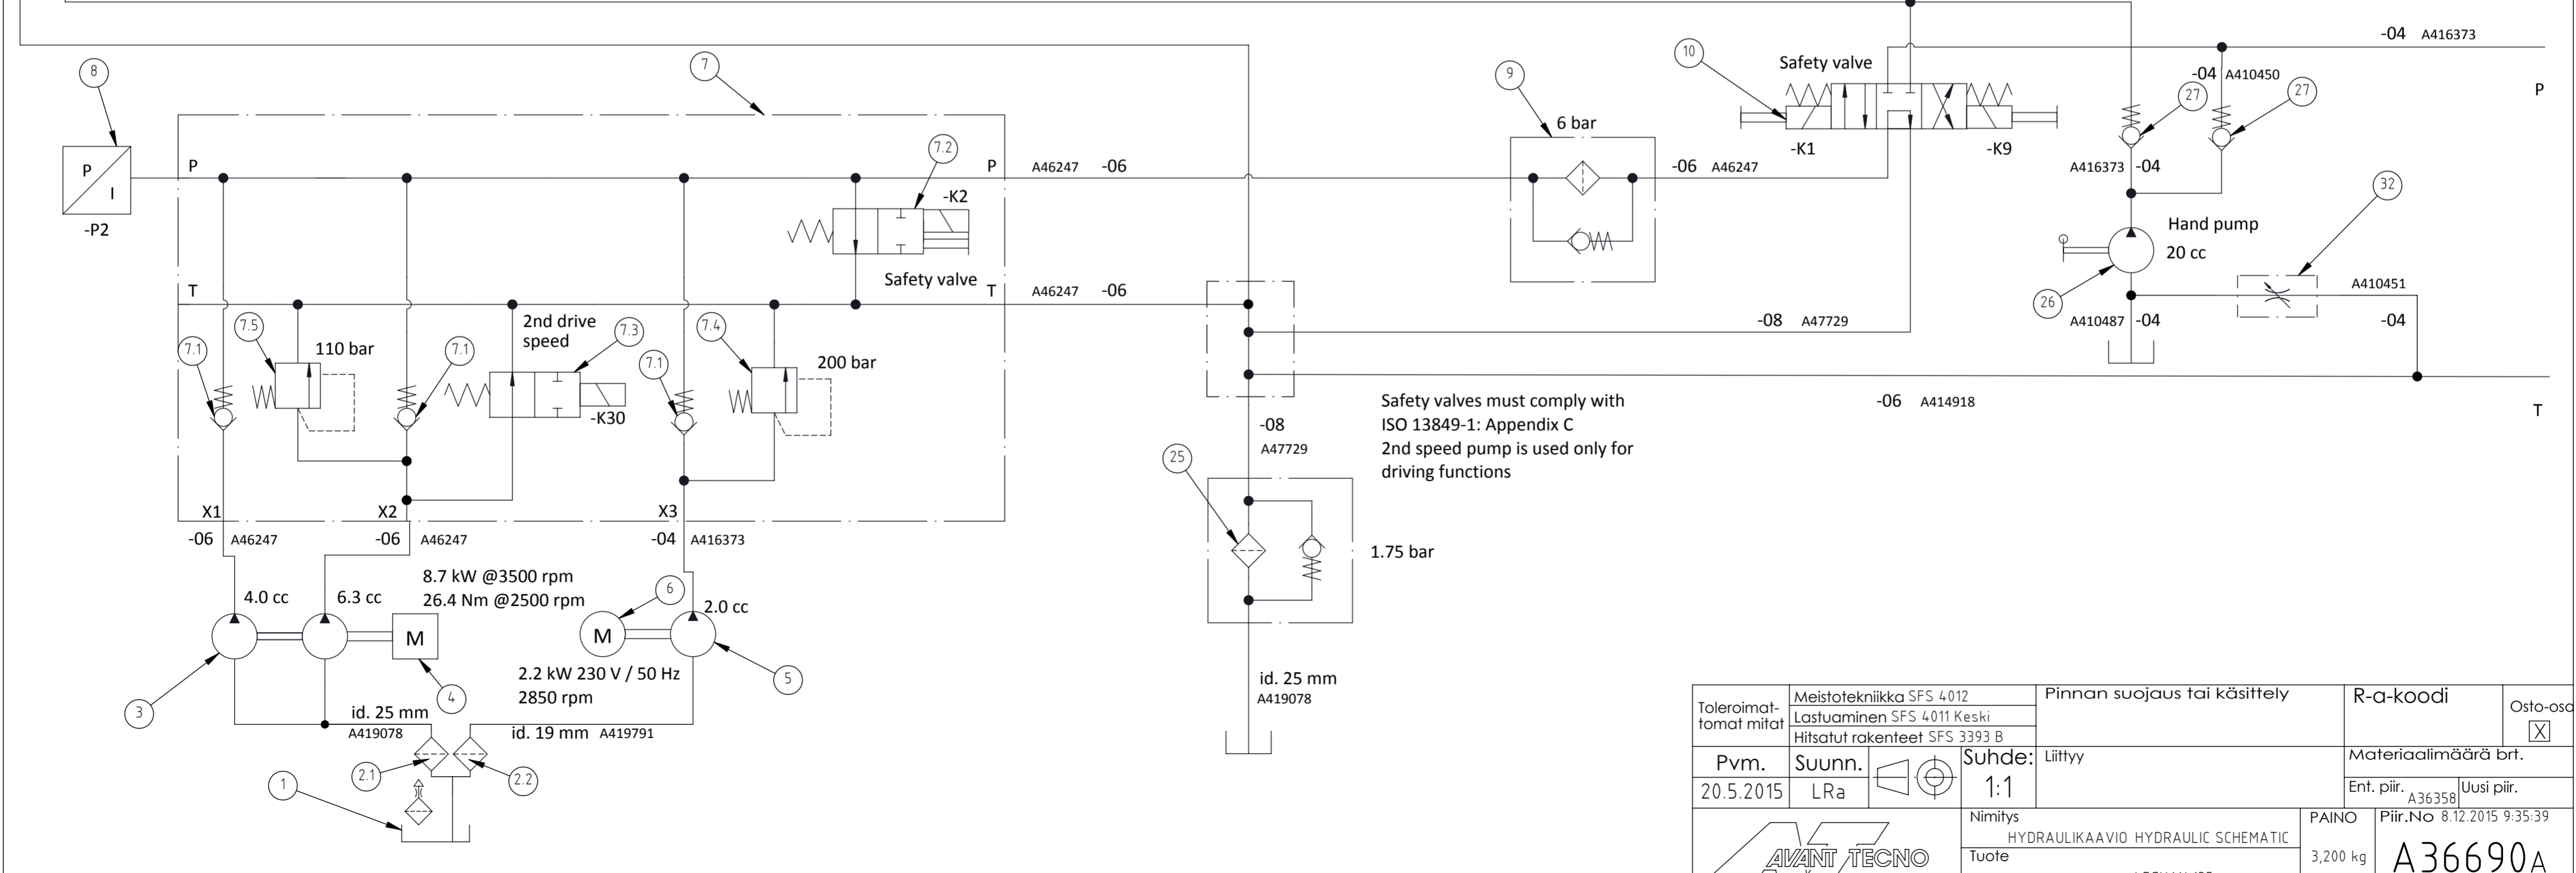 -04 A416373
10
Safety valve
8
7
9
-04 A410450
27
27
P
6 bar
7.2
-K1
-K9
P
P
P
A46247 -06
-06 A46247
A416373 -04
I
-K2
32
-P2
Hand pump
20 cc
Safety valve
T
T
A46247 -06
A410451
26
2nd drive
speed
7.5
7.3
7.4
A410487 -04
-04
-08 A47729
110 bar
7.1
7.1
7.1
200 bar
-K30
Safety valves must comply with
ISO 13849-1: Appendix C
2nd speed pump is used only for
driving functions
-06 A414918
T
-08
A47729
25
X1
X2
X3
-06 A46247
-06 A46247
-04 A416373
1.75 bar
8.7 kW @3500 rpm
26.4 Nm @2500 rpm
6
4.0 cc
6.3 cc
2.0 cc
M
M
2.2 kW 230 V / 50 Hz
2850 rpm
5
4
3
id. 25 mm
A419078
id. 25 mm
A419078
id. 19 mm A419791
2.1
2.2
1
Toleroimat-
tomat mitat
Meistotekniikka SFS 4012
Lastuaminen SFS 4011 Keski
Hitsatut rakenteet SFS 3393 B
Pinnan suojaus tai käsittely
R-a-koodi
Osto-osa
X
Pvm.
Suunn.
Suhde:
Liittyy
Materiaalimäärä brt.
20.5.2015
LRa
1:1
Ent. piir. A36358
Uusi piir.
Nimitys
HYDRAULIKAAVIO HYDRAULIC SCHEMATIC
PAINO
3,200 kg
Piir.No 8.12.2015 9:35:39
A36690A
AVANT TECNO
Tuote